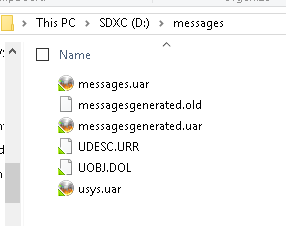 This PC > SDXC (D:) > messages
Name
messages.uar
messagesgenerated.old
messagesgenerated.uar
UDESC.URR
UOBJ.DOL
usys.uar